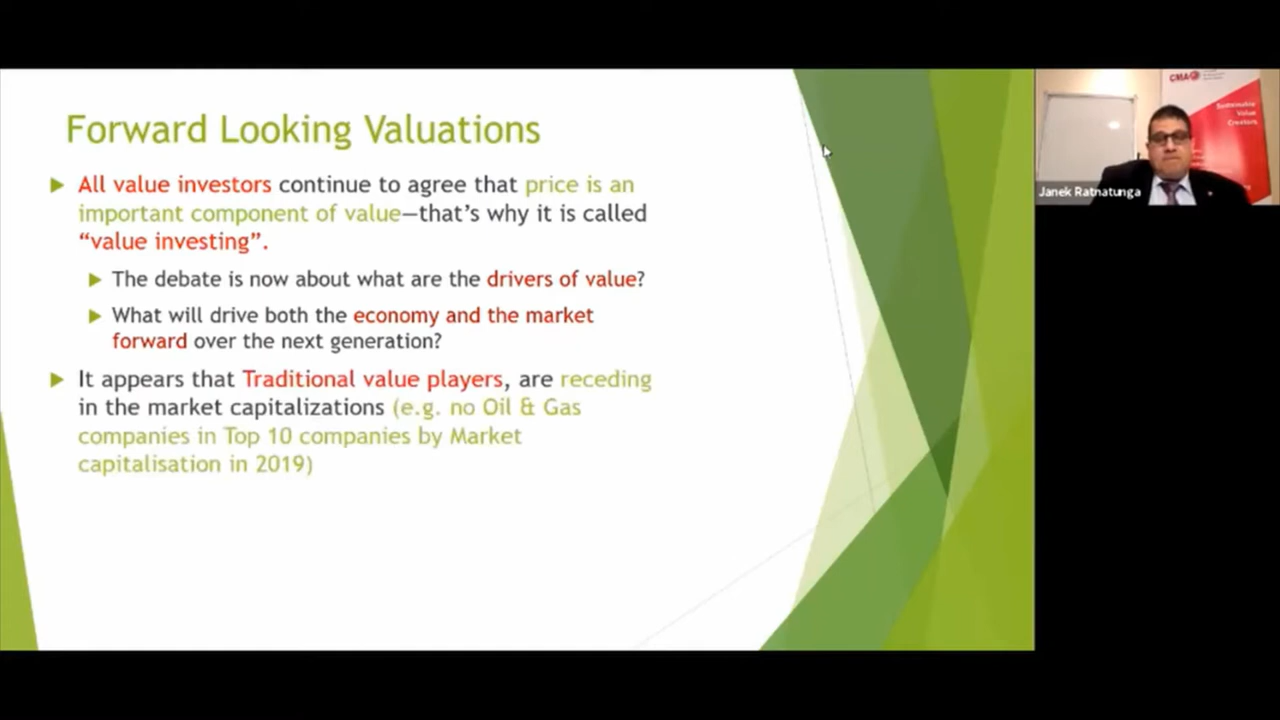 Forward Looking Valuations
All value investors continue to agree that price is an
important component of value—that's why it is called
“value investing”.
The debate is now about what are the drivers of value?
What will drive both the economy and the market
forward over the next generation?
It appears that Traditional value players, are receding
in the market capitalizations (e.g. no Oil & Gas
companies in Top 10 companies by Market
capitalisation in 2019)
CMA
Sustainable
Value
Creators
Janek Ratnatunga